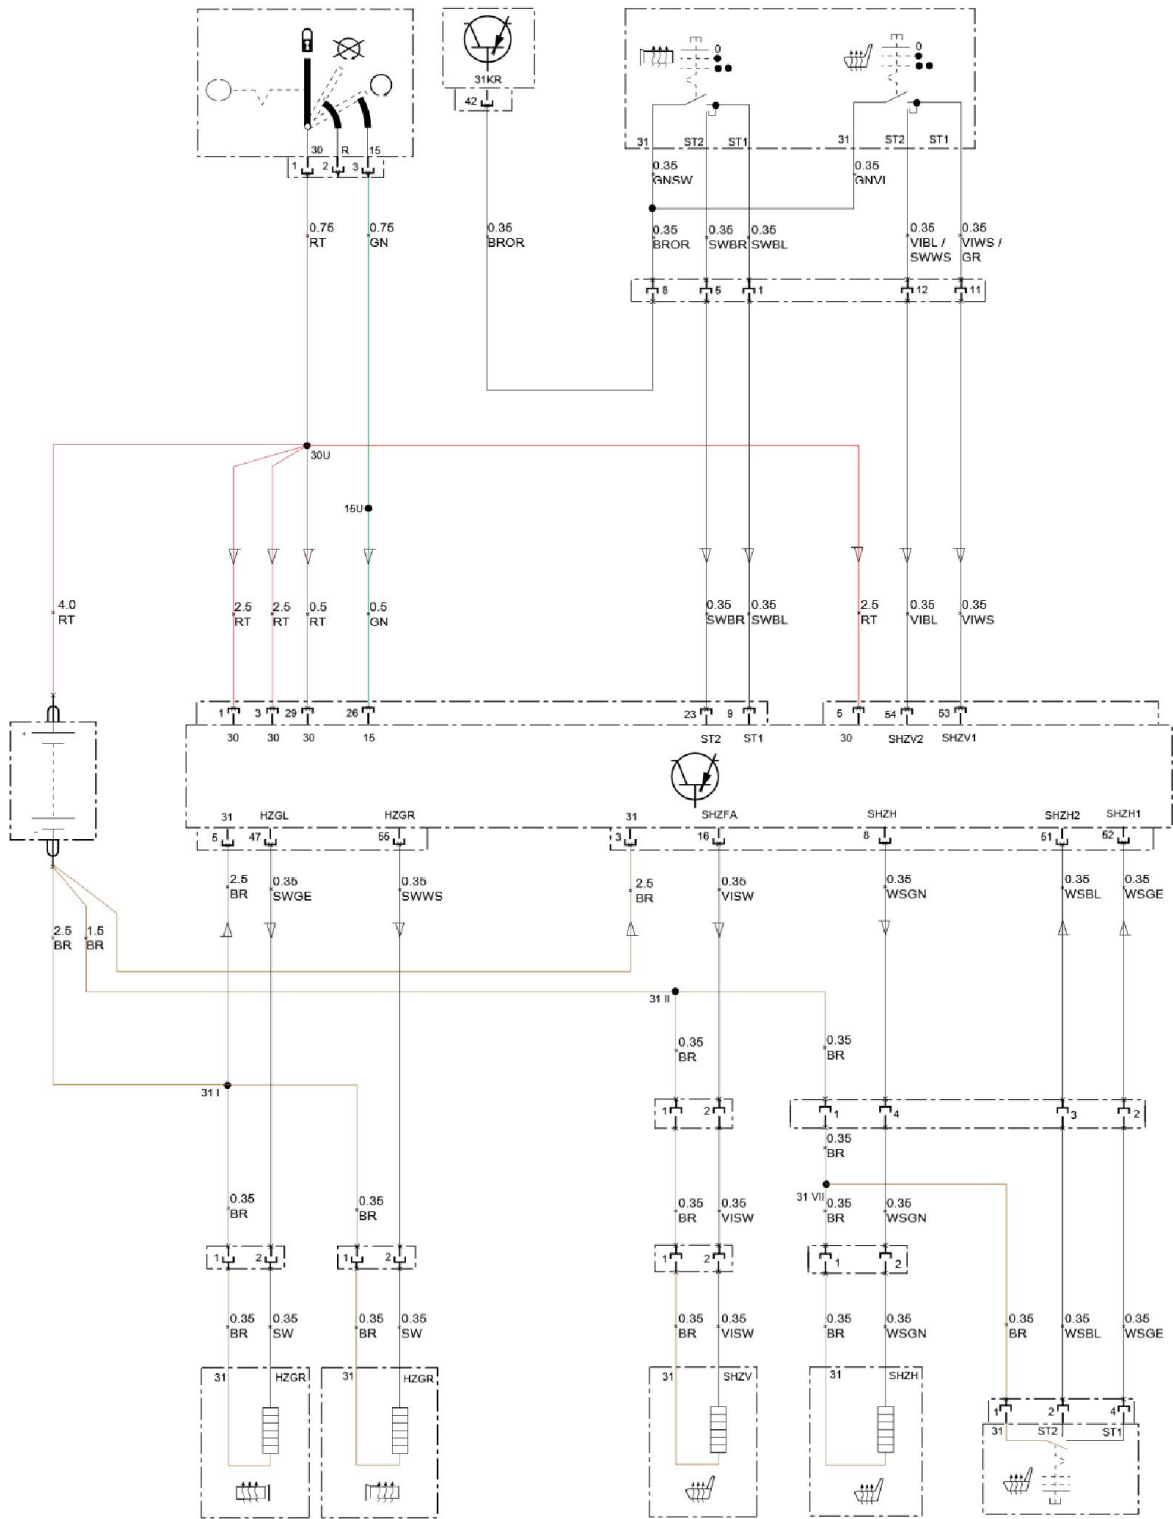 0
0
31KR
42
31 ST2 ST1
31 ST2 ST1
30 R 15
1 2 3
0.35
GNSW
0.35
GNVI
0.75
RT
0.75
GN
0.35
BROR
0.35
BROR
0.35
SWBR
0.35
SWBL
0.35
VIBL /
SWWS
0.35
VIWS /
GR
8 5 1 12 11
30U
15U
4.0
RT
2.5
RT
2.5
RT
0.5
RT
0.5
GN
0.35
SWBR
0.35
SWBL
2.5
RT
0.35
VIBL
0.35
VIWS
1 3 29 26 23 9 5 54 53
30 30 30 15 ST2 ST1 30 SHZV2 SHZV1
+
-
31 HZGL HZGR 31 SHZFA SHZH SHZH2 SHZH1
5 47 55 3 16 8 51 52
2.5
BR
0.35
SWGE
0.35
SWWS
2.5
BR
0.35
VISW
0.35
WSGN
0.35
WSBL
0.35
WSGE
2.5
BR
1.5
BR
31 II
0.35
BR
0.35
BR
31 I
1 2
1 4 3 2
0.35
BR
31 VII
0.35
BR
0.35
BR
0.35
BR
0.35
VISW
0.35
BR
0.35
WSGN
1 2
1 2
1 2
1 2
0.35
BR
0.35
SW
0.35
BR
0.35
SW
0.35
BR
0.35
VISW
0.35
BR
0.35
WSGN
0.35
BR
0.35
WSBL
0.35
WSGE
31 HZGR
31 HZGR
31 SHZV
31 SHZH
1 2 4
31 ST2 ST1